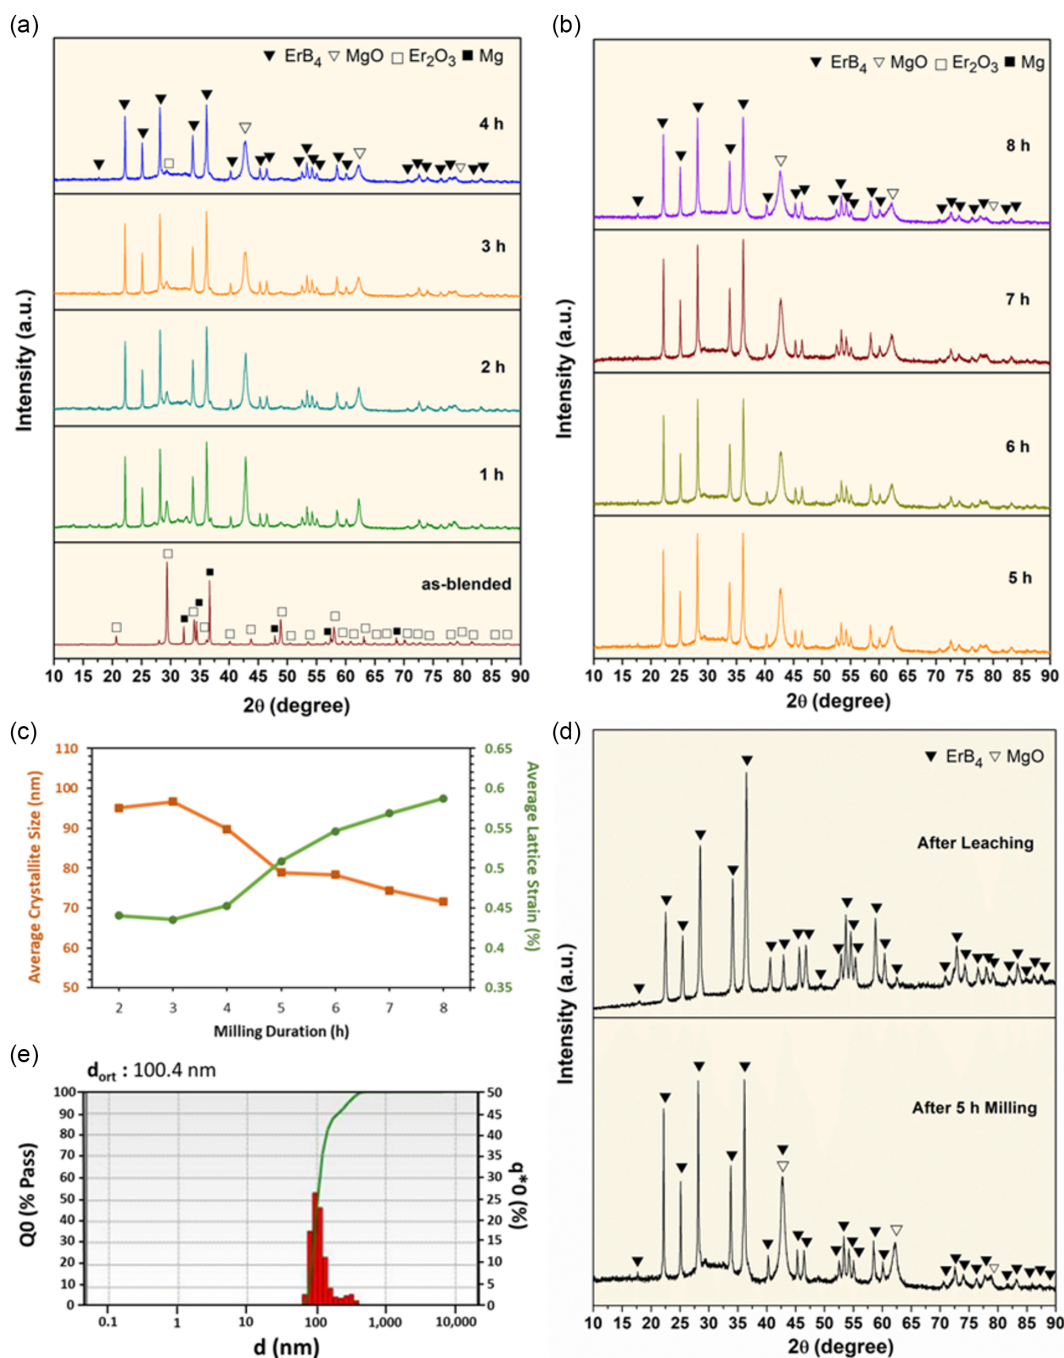 (a)
ErB4 MgO Er2O3 Mg
4 h
3 h
2 h
1 h
as-blended
Intensity (a.u.)
10 15 20 25 30 35 40 45 50 55 60 65 70 75 80 85 90
2θ (degree)
(b)
ErB4 MgO Er2O3 Mg
8 h
7 h
6 h
5 h
Intensity (a.u.)
10 15 20 25 30 35 40 45 50 55 60 65 70 75 80 85 90
2θ (degree)
(c)
Average Crystallite Size (nm)
110
100
90
80
70
60
50
0.65
0.6
0.55
0.5
0.45
0.4
0.35
Average Lattice Strain (%)
2 3 4 5 6 7 8
Milling Duration (h)
(d)
ErB4 MgO
After Leaching
After 5 h Milling
Intensity (a.u.)
10 15 20 25 30 35 40 45 50 55 60 65 70 75 80 85 90
2θ (degree)
(e)
dort : 100.4 nm
Q0 (% Pass)
100
90
80
70
60
50
40
30
20
10
0
50
45
40
35
30
25
20
15
10
5
0
q*0 (%)
0.1 1 10 100 1,000 10,000
d (nm)